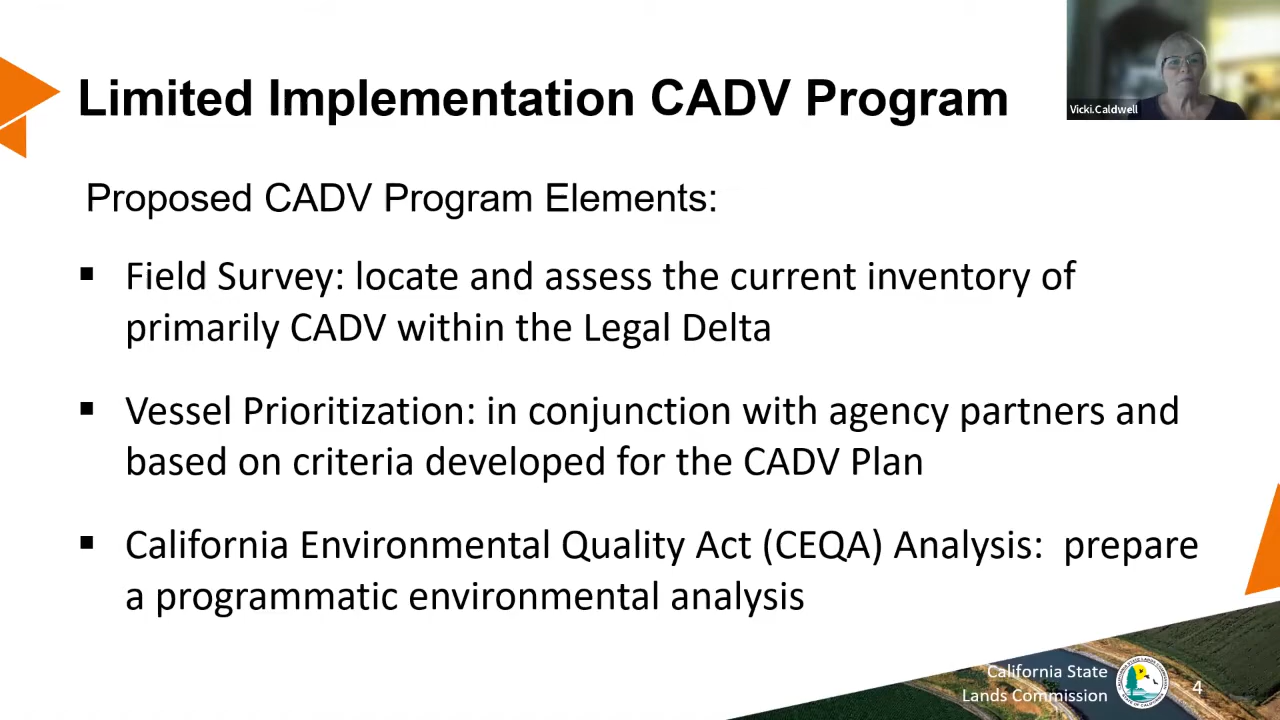 Limited Implementation CADV Program
Vicki.Caldwell
Proposed CADV Program Elements:
▪ Field Survey: locate and assess the current inventory of
primarily CADV within the Legal Delta
▪ Vessel Prioritization: in conjunction with agency partners and
based on criteria developed for the CADV Plan
▪ California Environmental Quality Act (CEQA) Analysis:  prepare
a programmatic environmental analysis
California State
Lands Commission
4